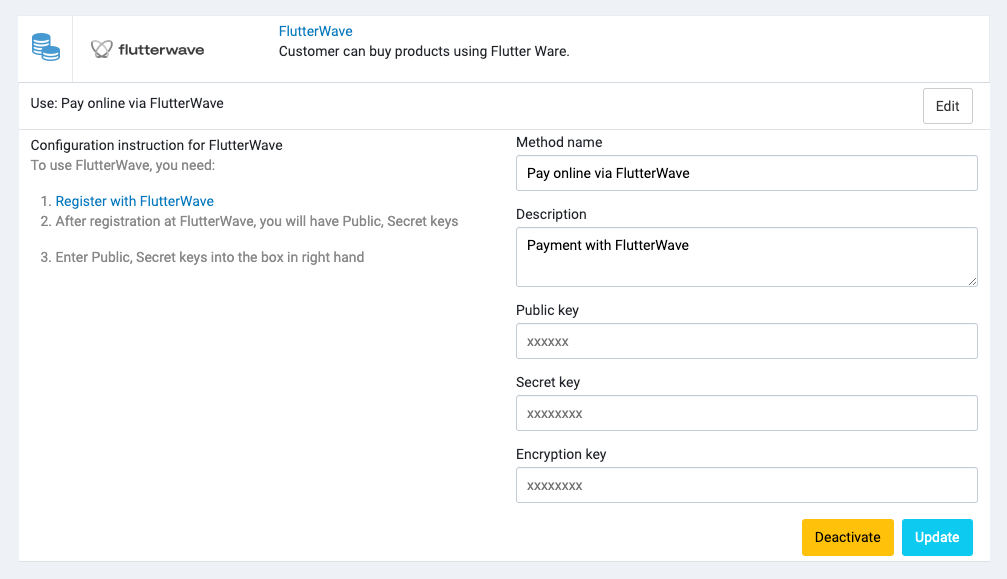 flutterwave
FlutterWave
Customer can buy products using Flutter Ware.
Use: Pay online via FlutterWave
Edit
Configuration instruction for FlutterWave
To use FlutterWave, you need:
1. Register with FlutterWave
2. After registration at FlutterWave, you will have Public, Secret keys
3. Enter Public, Secret keys into the box in right hand
Method name
Pay online via FlutterWave
Description
Payment with FlutterWave
Public key
xxxxxx
Secret key
xxxxxxxx
Encryption key
xxxxxxxx
Deactivate
Update